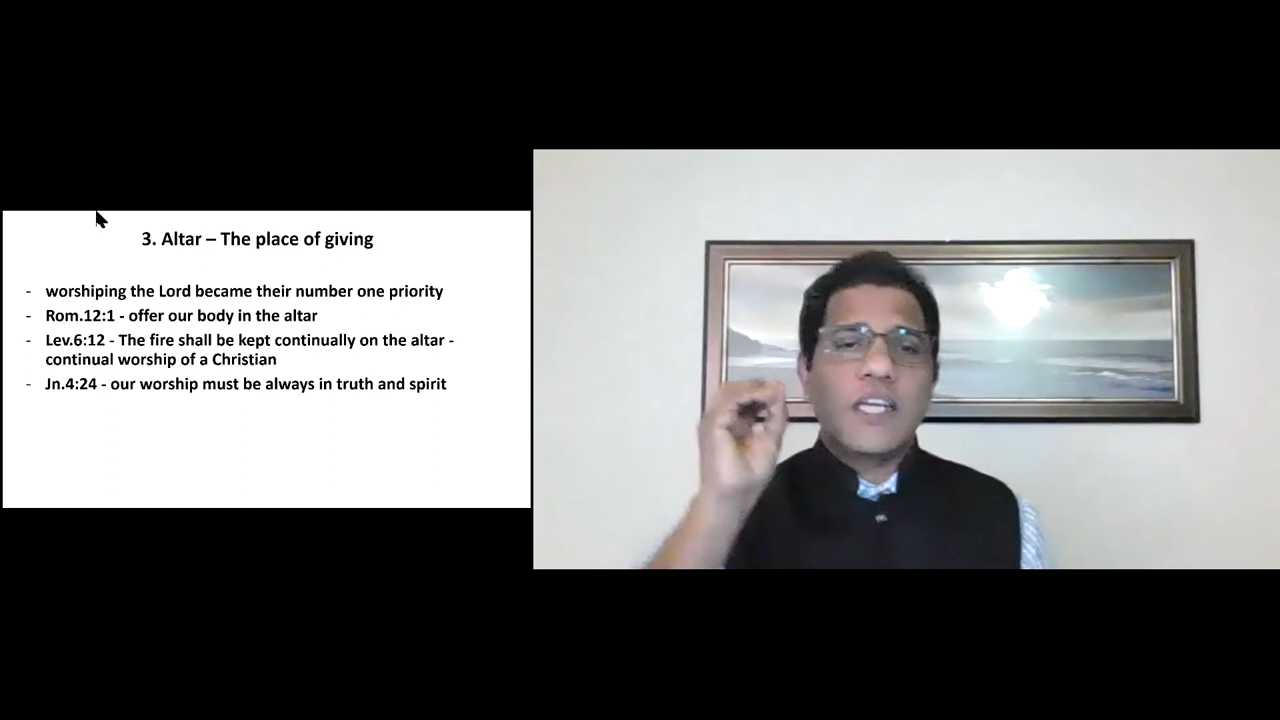 3. Altar – The place of giving
- worshiping the Lord became their number one priority
- Rom.12:1 - offer our body in the altar
- Lev.6:12 - The fire shall be kept continually on the altar -
continual worship of a Christian
- Jn.4:24 - our worship must be always in truth and spirit